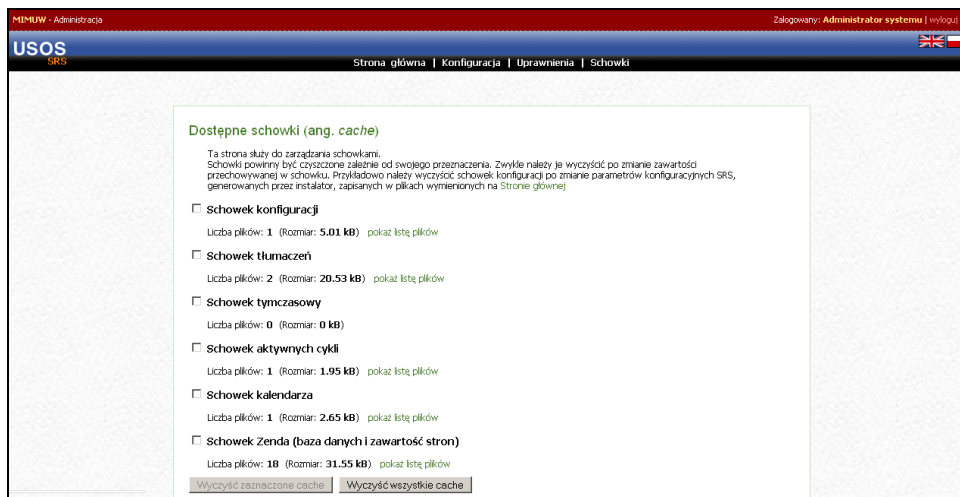 MIMUW - Administracja
Zalogowany: Administrator systemu | wyloguj
USOS
SRS
Strona główna | Konfiguracja | Uprawnienia | Schowki
Dostępne schowki (ang. cache)
Ta strona służy do zarządzania schowkami.
Schowki powinny być czyszczone zależnie od swojego przeznaczenia. Zwykle należy je wyczyścić po zmianie zawartości
przechowywanej w schowku. Przykładowo należy wyczyścić schowek konfiguracji po zmianie parametrów konfiguracyjnych SRS,
generowanych przez instalator, zapisanych w plikach wymienionych na Stronie głównej
Schowek konfiguracji
Liczba plików: 1 (Rozmiar: 5.01 kB) pokaż listę plików
Schowek tłumaczeń
Liczba plików: 2 (Rozmiar: 20.53 kB) pokaż listę plików
Schowek tymczasowy
Liczba plików: 0 (Rozmiar: 0 kB)
Schowek aktywnych cykli
Liczba plików: 1 (Rozmiar: 1.95 kB) pokaż listę plików
Schowek kalendarza
Liczba plików: 1 (Rozmiar: 2.65 kB) pokaż listę plików
Schowek Zenda (baza danych i zawartość stron)
Liczba plików: 18 (Rozmiar: 31.55 kB) pokaż listę plików
Wyczyść zaznaczone cache Wyczyść wszystkie cache